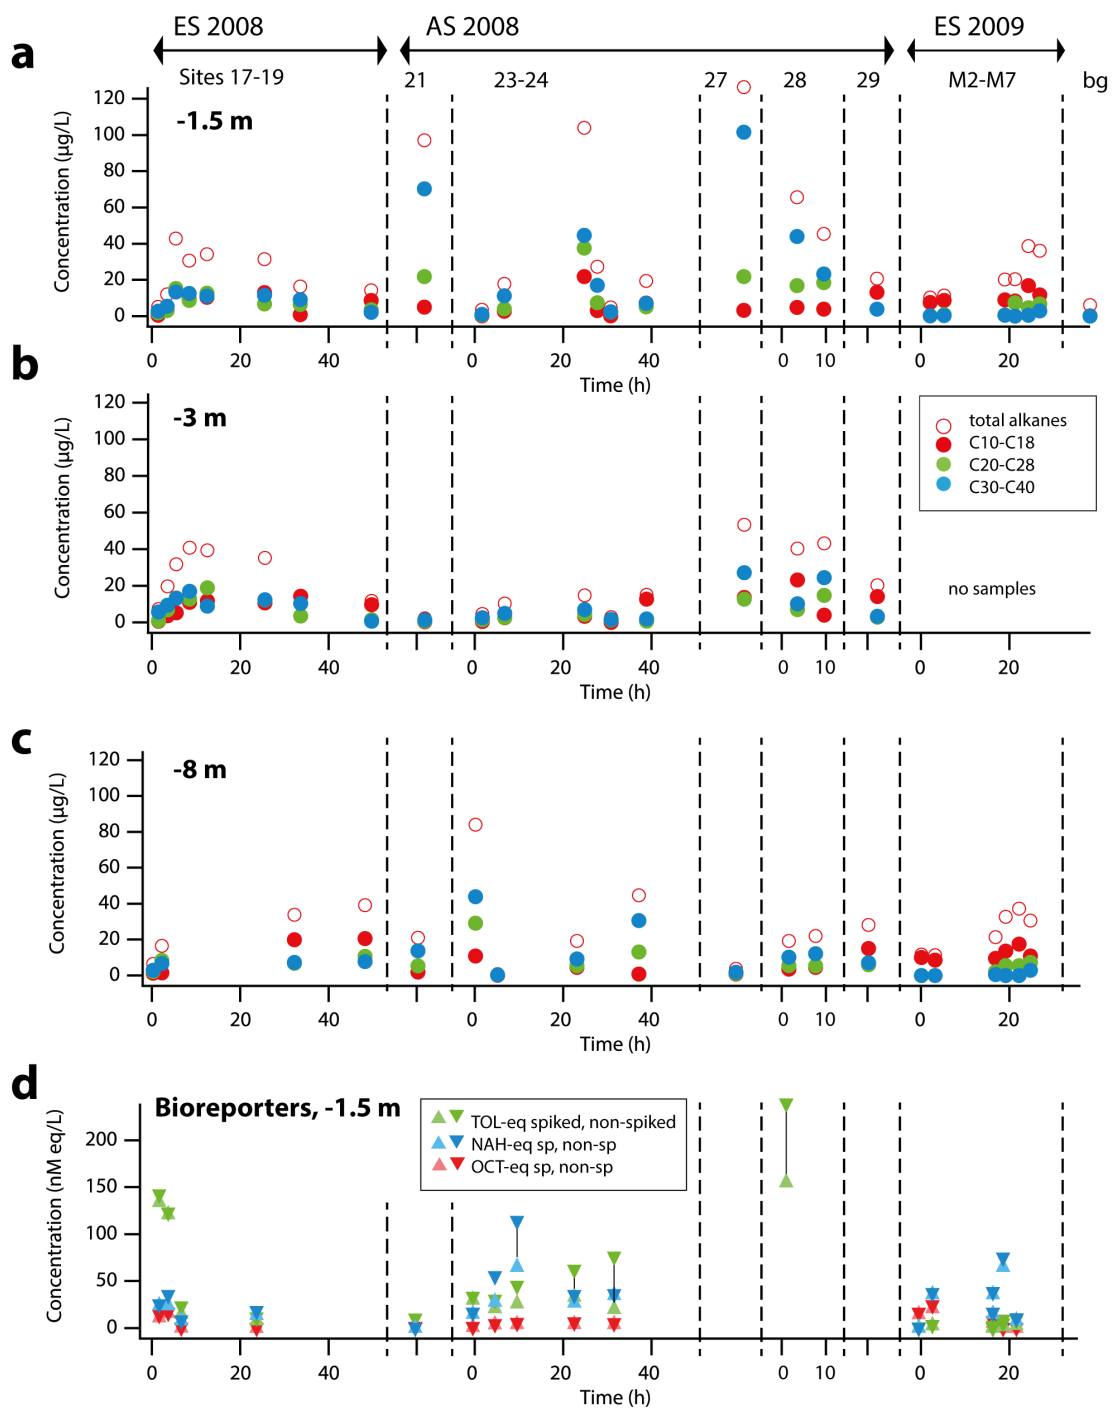 ES 2008 AS 2008 ES 2009
a
Sites 17-19 21 23-24 27 28 29 M2-M7 bg
-1.5 m
Concentration (µg/L)
120
100
80
60
40
20
0
0 20 40 0 20 40 0 10 0 20
Time (h)
b
-3 m
Concentration (µg/L)
120
100
80
60
40
20
0
total alkanes
C10-C18
C20-C28
C30-C40
no samples
0 20 40 0 20 40 0 10 0 20
Time (h)
c
-8 m
Concentration (µg/L)
120
100
80
60
40
20
0
0 20 40 0 20 40 0 10 0 20
Time (h)
d
Bioreporters, -1.5 m
TOL-eq spiked, non-spiked
NAH-eq sp, non-sp
OCT-eq sp, non-sp
Concentration (nM eq/L)
200
150
100
50
0
0 20 40 0 20 40 0 10 0 20
Time (h)